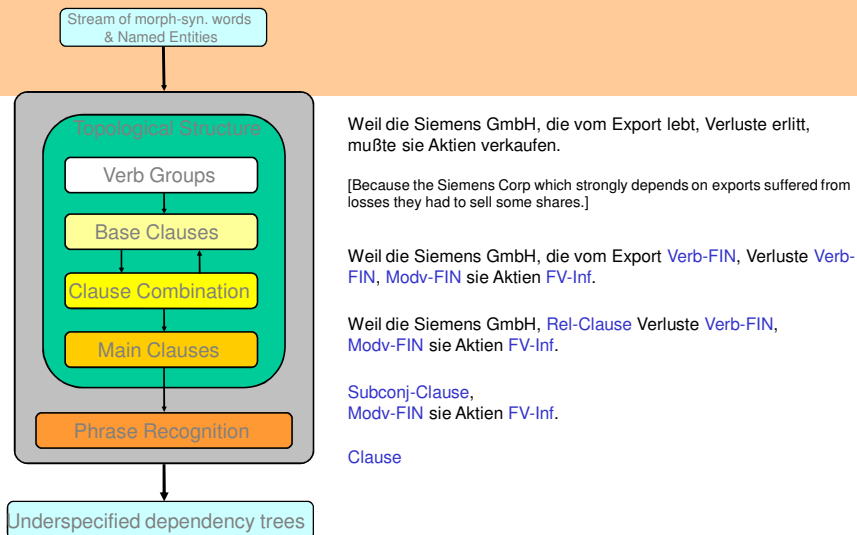 Stream of morph-syn. words
& Named Entities
Topological Structure
Verb Groups
Base Clauses
Clause Combination
Main Clauses
Phrase Recognition
Underspecified dependency trees
Weil die Siemens GmbH, die vom Export lebt, Verluste erlitt,
mußte sie Aktien verkaufen.
[Because the Siemens Corp which strongly depends on exports suffered from
losses they had to sell some shares.]
Weil die Siemens GmbH, die vom Export Verb-FIN, Verluste Verb-
FIN, Modv-FIN sie Aktien FV-Inf.
Weil die Siemens GmbH, Rel-Clause Verluste Verb-FIN,
Modv-FIN sie Aktien FV-Inf.
Subconj-Clause,
Modv-FIN sie Aktien FV-Inf.
Clause